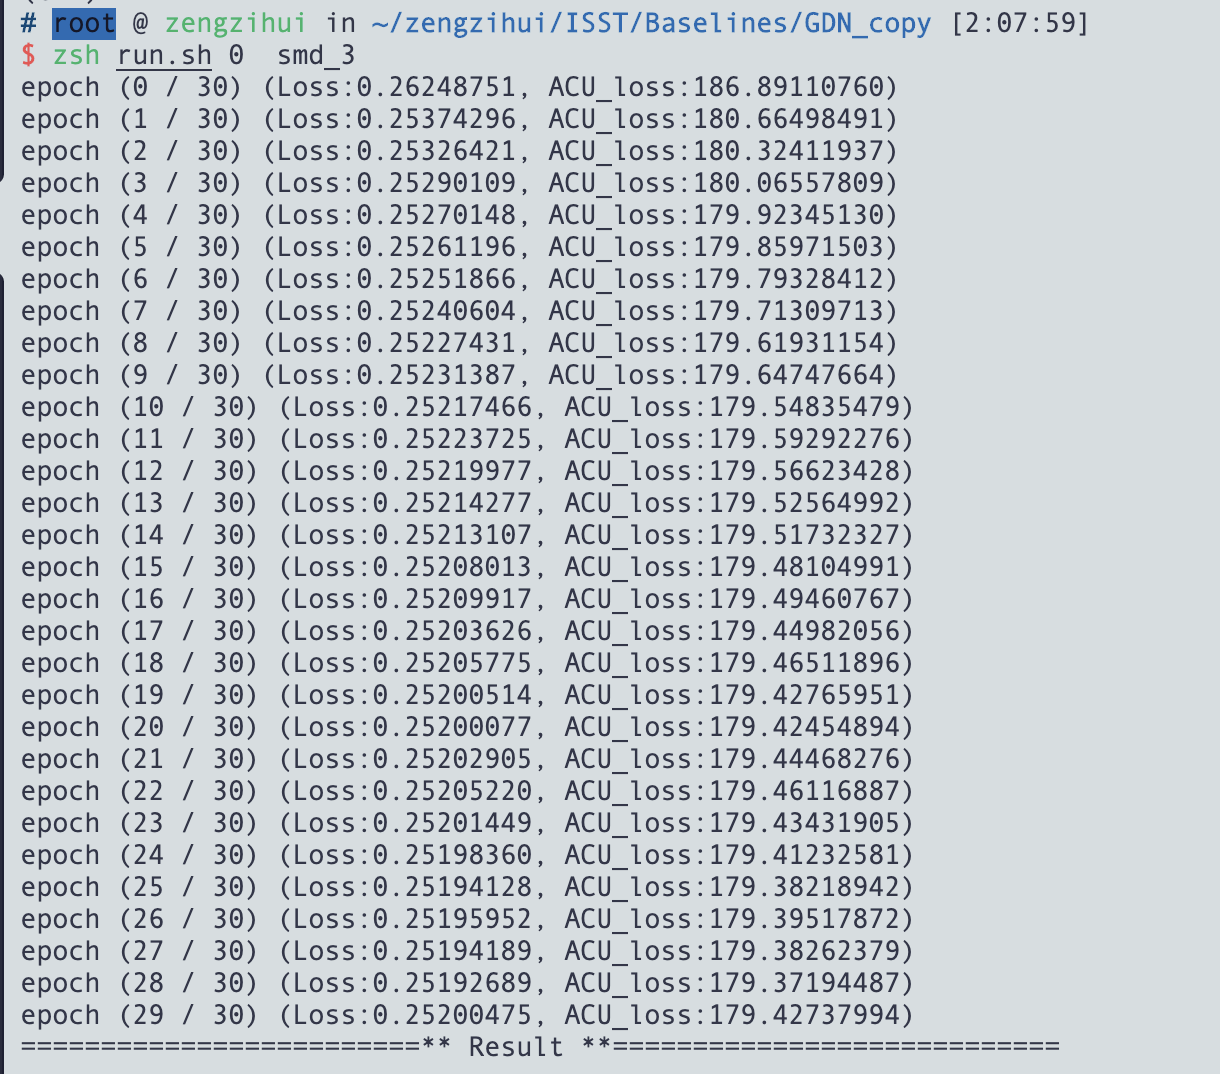 # root @ zengzihui in ~/zengzihui/ISST/Baselines/GDN_copy [2:07:59]
$ zsh run.sh 0  smd_3
epoch (0 / 30) (Loss:0.26248751, ACU_loss:186.89110760)
epoch (1 / 30) (Loss:0.25374296, ACU_loss:180.66498491)
epoch (2 / 30) (Loss:0.25326421, ACU_loss:180.32411937)
epoch (3 / 30) (Loss:0.25290109, ACU_loss:180.06557809)
epoch (4 / 30) (Loss:0.25270148, ACU_loss:179.92345130)
epoch (5 / 30) (Loss:0.25261196, ACU_loss:179.85971503)
epoch (6 / 30) (Loss:0.25251866, ACU_loss:179.79328412)
epoch (7 / 30) (Loss:0.25240604, ACU_loss:179.71309713)
epoch (8 / 30) (Loss:0.25227431, ACU_loss:179.61931154)
epoch (9 / 30) (Loss:0.25231387, ACU_loss:179.64747664)
epoch (10 / 30) (Loss:0.25217466, ACU_loss:179.54835479)
epoch (11 / 30) (Loss:0.25223725, ACU_loss:179.59292276)
epoch (12 / 30) (Loss:0.25219977, ACU_loss:179.56623428)
epoch (13 / 30) (Loss:0.25214277, ACU_loss:179.52564992)
epoch (14 / 30) (Loss:0.25213107, ACU_loss:179.51732327)
epoch (15 / 30) (Loss:0.25208013, ACU_loss:179.48104991)
epoch (16 / 30) (Loss:0.25209917, ACU_loss:179.49460767)
epoch (17 / 30) (Loss:0.25203626, ACU_loss:179.44982056)
epoch (18 / 30) (Loss:0.25205775, ACU_loss:179.46511896)
epoch (19 / 30) (Loss:0.25200514, ACU_loss:179.42765951)
epoch (20 / 30) (Loss:0.25200077, ACU_loss:179.42454894)
epoch (21 / 30) (Loss:0.25202905, ACU_loss:179.44468276)
epoch (22 / 30) (Loss:0.25205220, ACU_loss:179.46116887)
epoch (23 / 30) (Loss:0.25201449, ACU_loss:179.43431905)
epoch (24 / 30) (Loss:0.25198360, ACU_loss:179.41232581)
epoch (25 / 30) (Loss:0.25194128, ACU_loss:179.38218942)
epoch (26 / 30) (Loss:0.25195952, ACU_loss:179.39517872)
epoch (27 / 30) (Loss:0.25194189, ACU_loss:179.38262379)
epoch (28 / 30) (Loss:0.25192689, ACU_loss:179.37194487)
epoch (29 / 30) (Loss:0.25200475, ACU_loss:179.42737994)
=========================** Result **============================